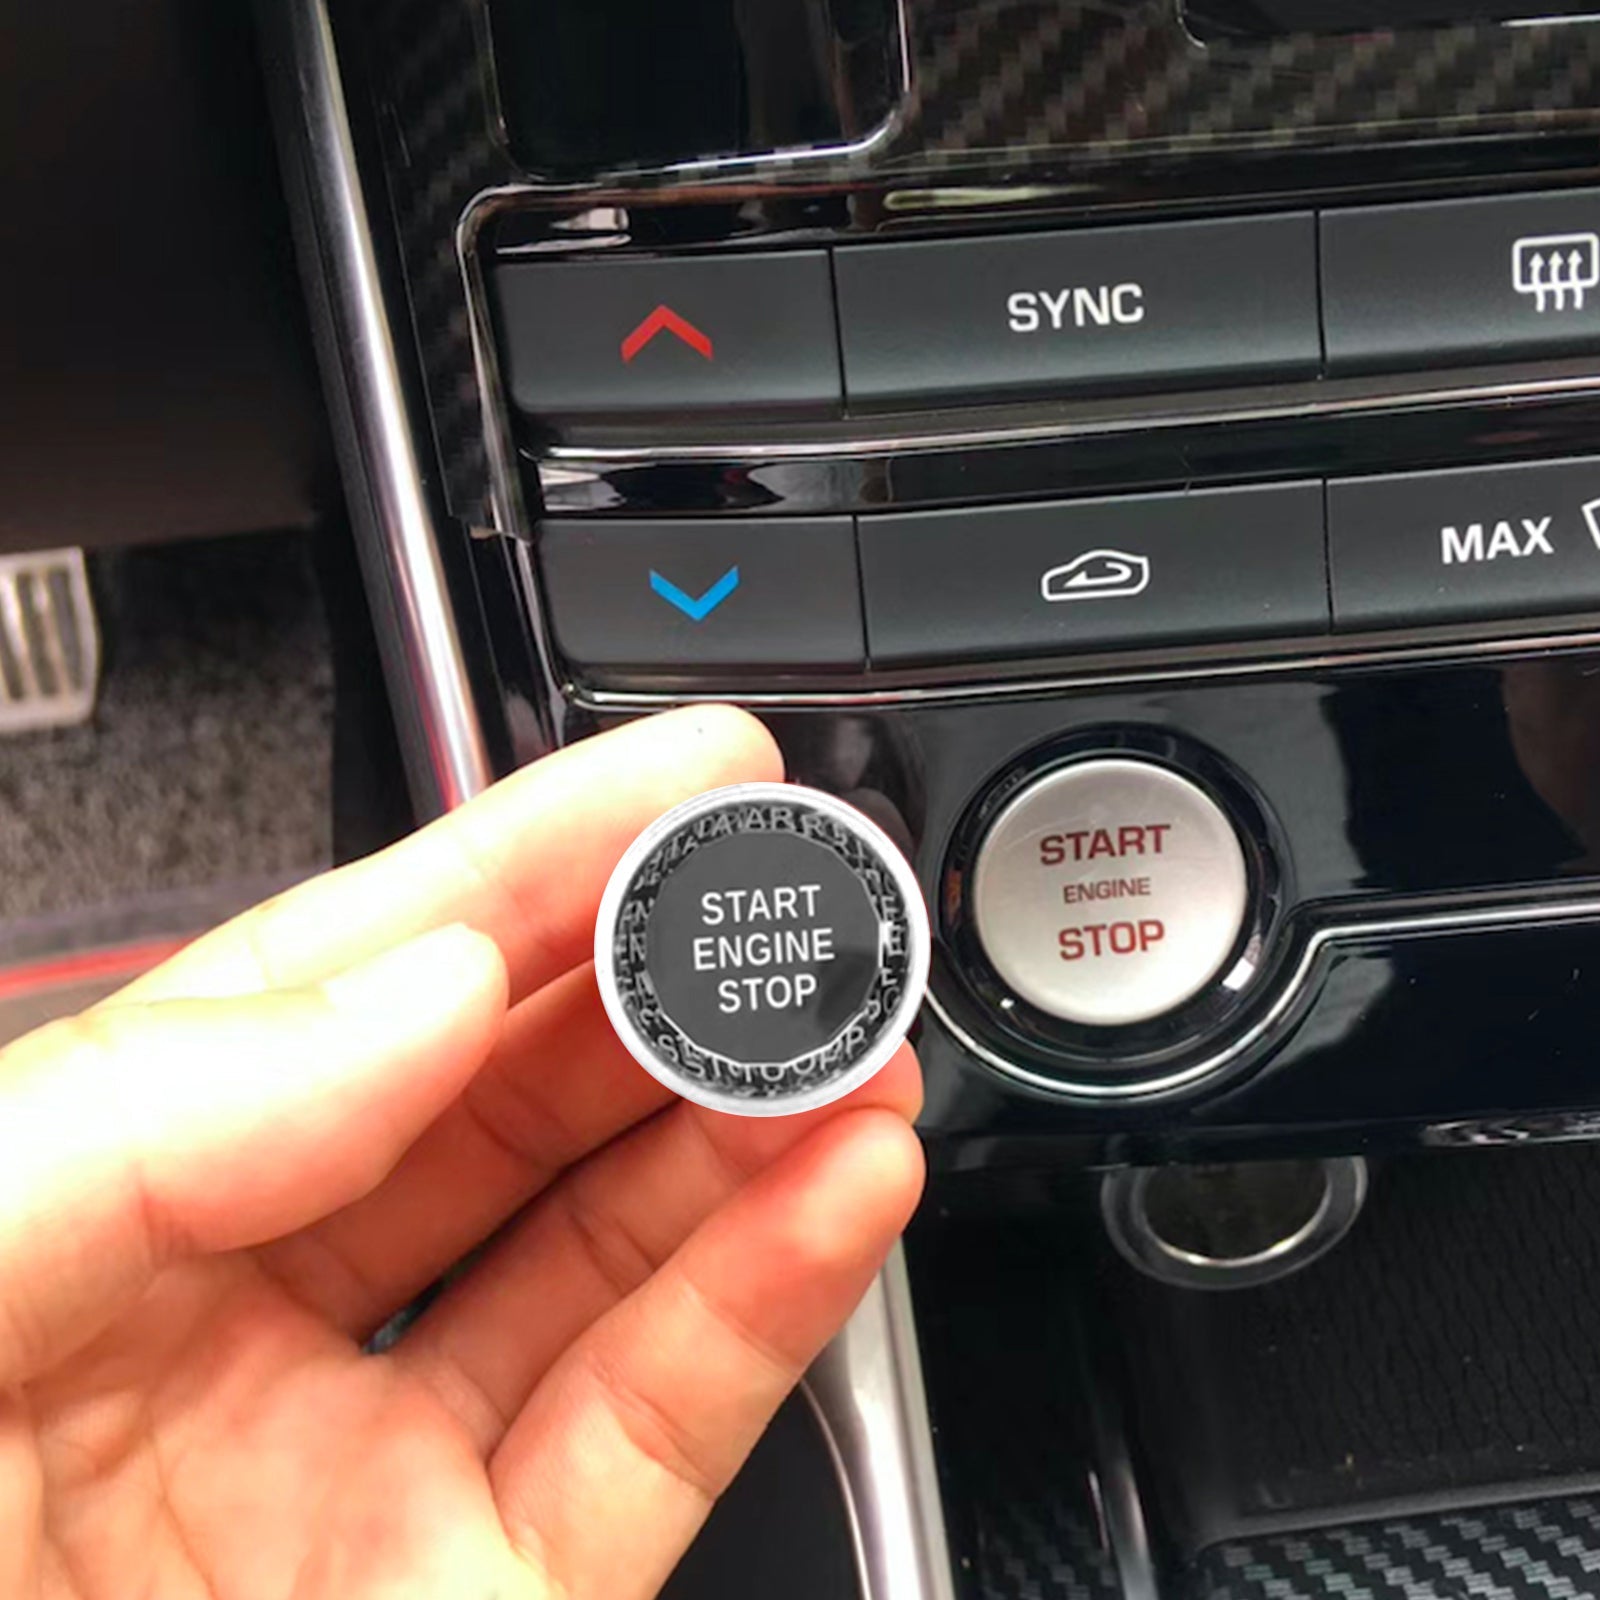 SYNC
MAX
START
ENGINE
STOP
START
ENGINE
STOP